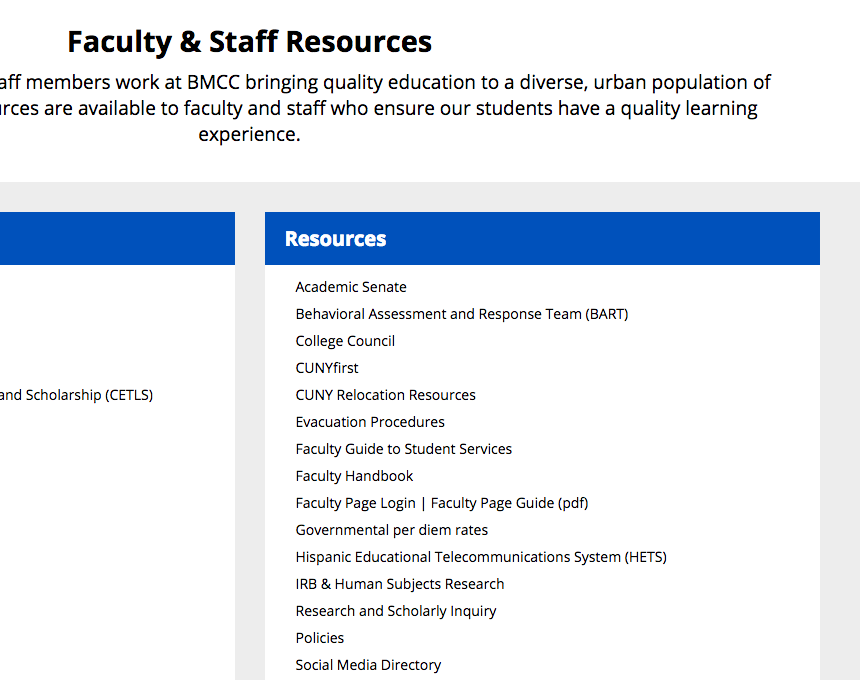 Faculty & Staff Resources
members work at BMCC bringing quality education to a diverse, urban population of
are available to faculty and staff who ensure our students have a quality learning
experience.
and Scholarship (CETLS)
Resources
Academic Senate
Behavioral Assessment and Response Team (BART)
College Council
CUNYfirst
CUNY Relocation Resources
Evacuation Procedures
Faculty Guide to Student Services
Faculty Handbook
Faculty Page Login | Faculty Page Guide (pdf)
Governmental per diem rates
Hispanic Educational Telecommunications System (HETS)
IRB & Human Subjects Research
Research and Scholarly Inquiry
Policies
Social Media Directory